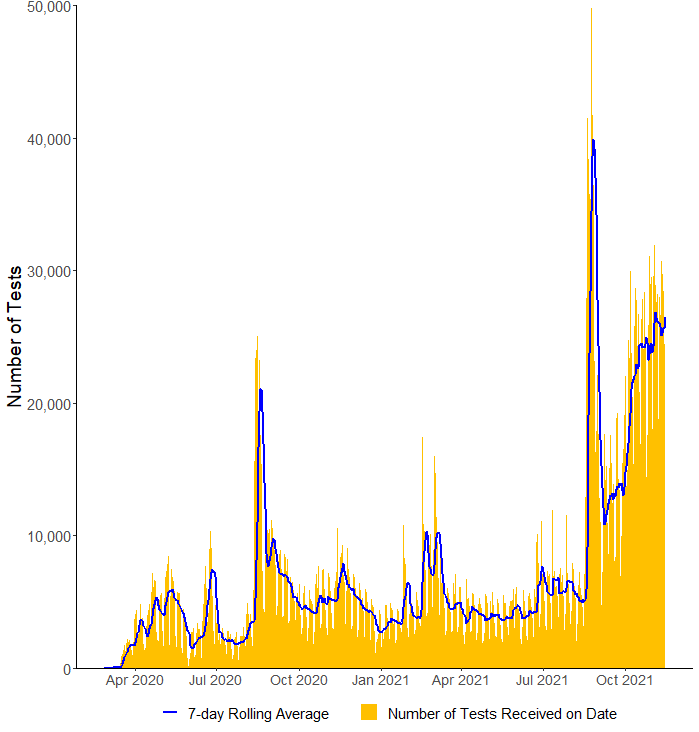 50,000
40,000
30,000
20,000
10,000
0
Number of Tests
Apr 2020 Jul 2020 Oct 2020 Jan 2021 Apr 2021 Jul 2021 Oct 2021
7-day Rolling Average Number of Tests Received on Date